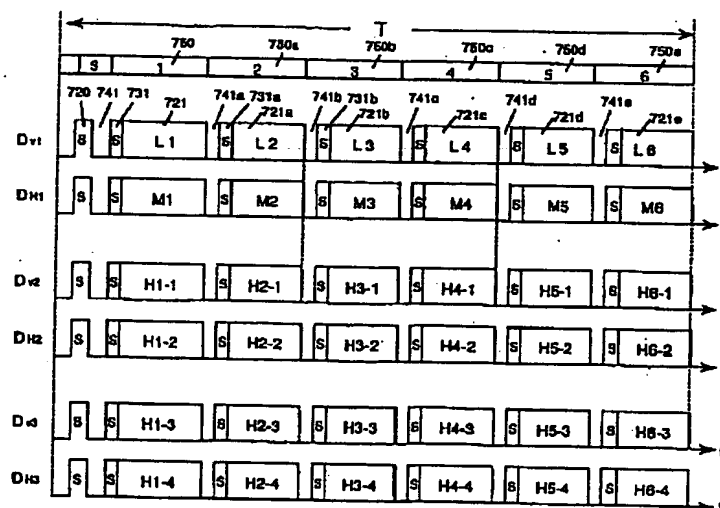 T
750 750a 750b 750c 750d 750e
S 1 2 3 4 5 6
720 741 731 721 741a 731a 721a 741b 731b 721b 741c 721c 741d 721d 741e 721e
Dv1 S S L1 S L2 S L3 S L4 S L5 S L6
DH1 S S M1 S M2 S M3 S M4 S M5 S M6
Dv2 S S H1-1 S H2-1 S H3-1 S H4-1 S H5-1 S H6-1
DH2 S S H1-2 S H2-2 S H3-2 S H4-2 S H5-2 S H6-2
Dv3 S S H1-3 S H2-3 S H3-3 S H4-3 S H5-3 S H6-3
DH3 S S H1-4 S H2-4 S H3-4 S H4-4 S H5-4 S H6-4